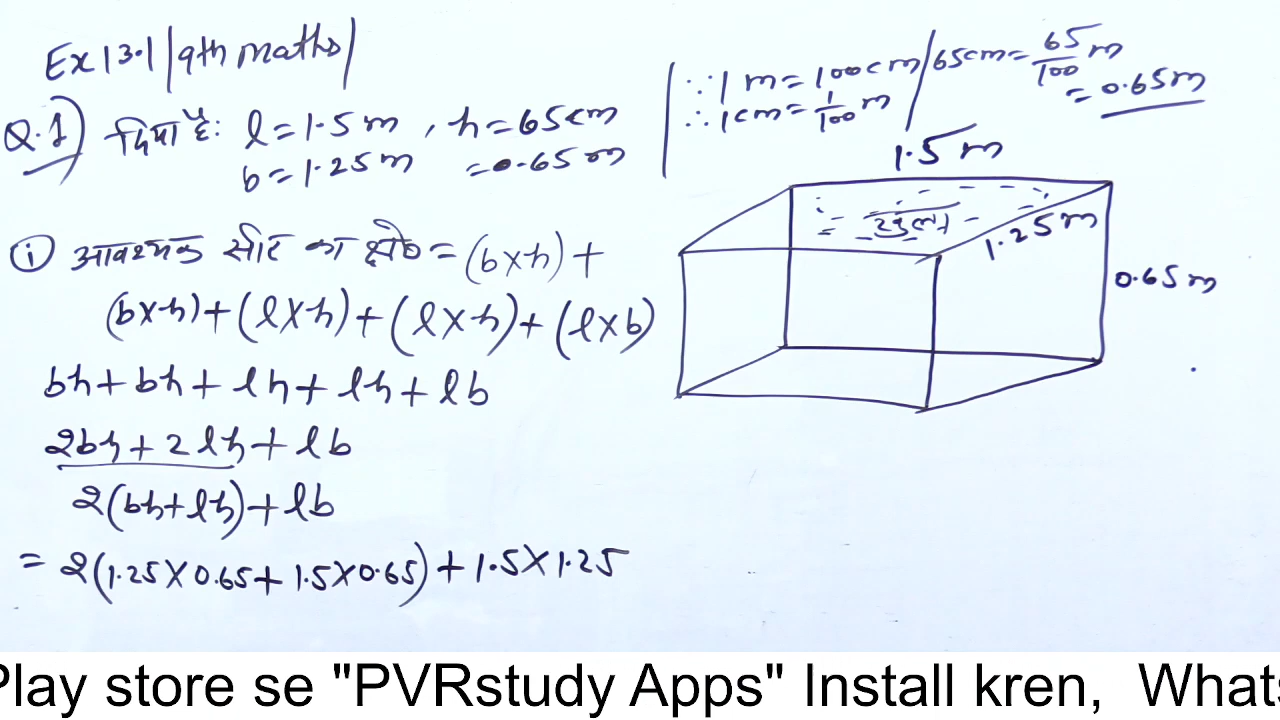 Ex 13.1 | 9th maths |
Q.1) दिया है: l = 1.5 m , h = 65 cm
b = 1.25 m = 0.65 m
∵ 1 m = 100 cm / 65 cm = 65/100 m
∴ 1 cm = 1/100 m = 0.65 m
1.5 m
खुला
1.25 m
0.65 m
① आवश्यक सीट का क्षे० = (b×h) +
(b×h) + (l×h) + (l×h) + (l×b)
bh + bh + lh + lh + lb
2bh + 2lh + lb
2(bh+lh) + lb
= 2(1.25×0.65 + 1.5×0.65) + 1.5×1.25
Play store se "PVRstudy Apps" Install kren, Whats